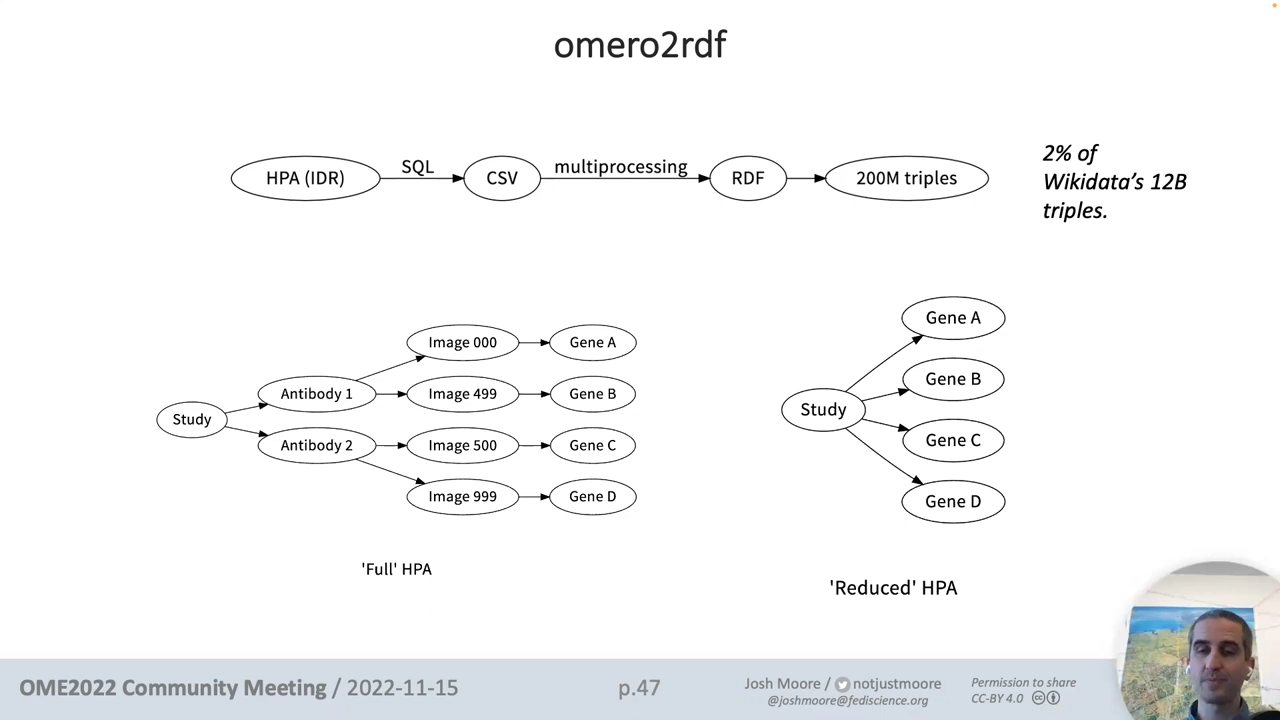 omero2rdf
HPA (IDR)
SQL
CSV
multiprocessing
RDF
200M triples
2% of
Wikidata’s 12B
triples.
Study
Antibody 1
Antibody 2
Image 000
Image 499
Image 500
Image 999
Gene A
Gene B
Gene C
Gene D
'Full' HPA
Study
Gene A
Gene B
Gene C
Gene D
'Reduced' HPA
OME2022 Community Meeting / 2022-11-15
p.47
Josh Moore / notjustmoore
@joshmoore@fediscience.org
Permission to share
CC-BY 4.0